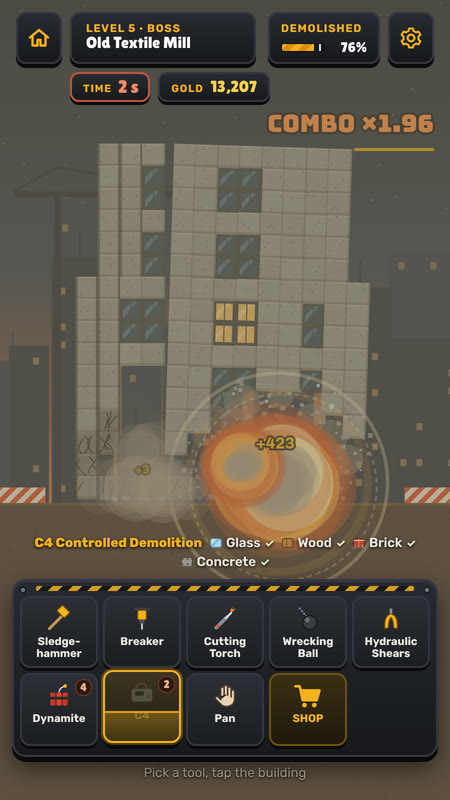 LEVEL 5 • BOSS
Old Textile Mill
DEMOLISHED
76%
TIME 2 s
GOLD 13,207
COMBO ×1.96
+423
+3
C4 Controlled Demolition Glass ✓ Wood ✓ Brick ✓
Concrete ✓
Sledge-
hammer
Breaker
Cutting
Torch
Wrecking
Ball
Hydraulic
Shears
4
Dynamite
2
C4
Pan
SHOP
Pick a tool, tap the building